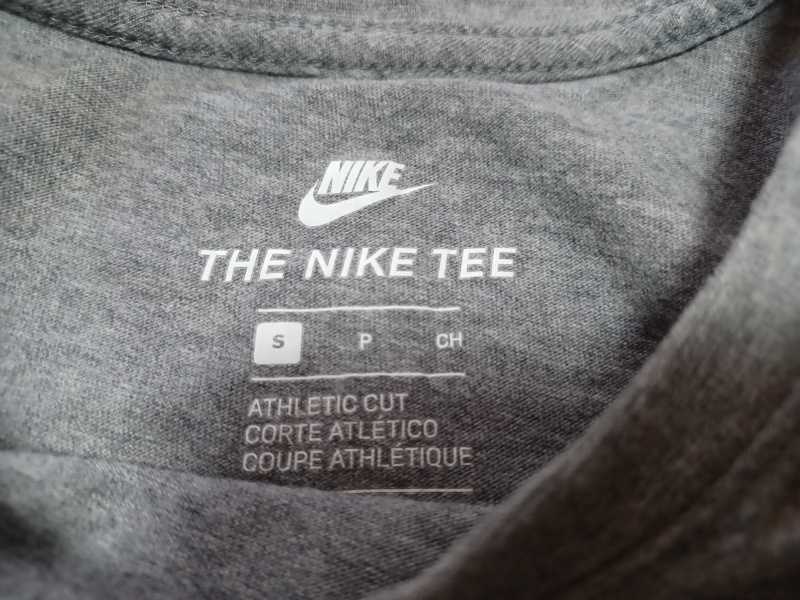 NIKE
THE NIKE TEE
S P CH
ATHLETIC CUT
CORTE ATLÉTICO
COUPE ATHLÉTIQUE